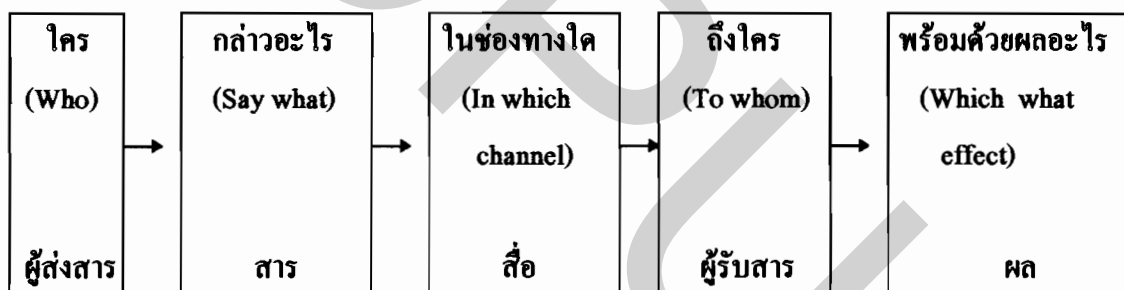 ใคร
(Who)
ผู้ส่งสาร
กล่าวอะไร
(Say what)
สาร
ในช่องทางใด
(In which
channel)
สื่อ
ถึงใคร
(To whom)
ผู้รับสาร
พร้อมด้วยผลอะไร
(Which what
effect)
ผล